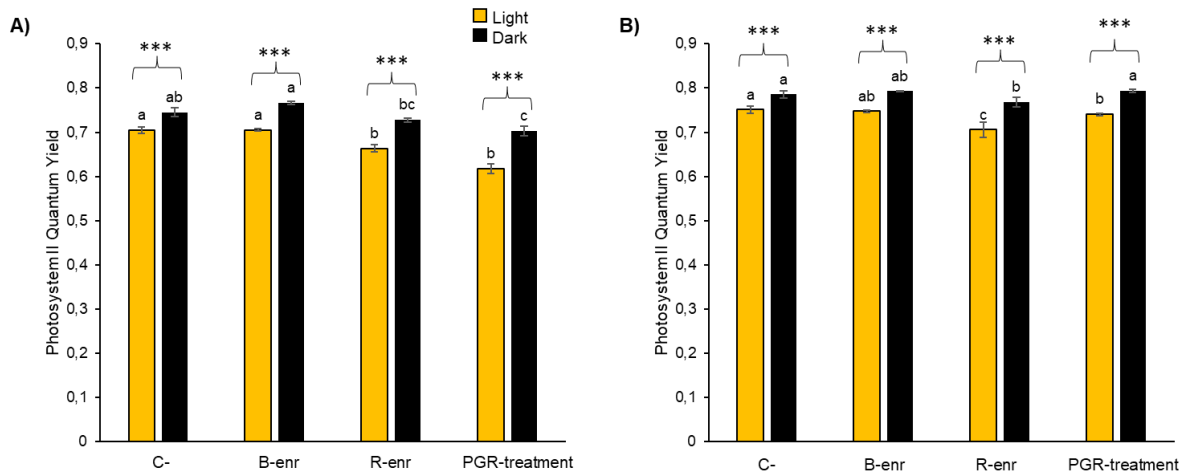 A)
Light
Dark
Photosystem II Quantum Yield
0,9
0,8
0,7
0,6
0,5
0,4
0,3
0,2
0,1
0
***
***
***
***
a
ab
a
a
b
bc
b
c
C-
B-enr
R-enr
PGR-treatment
B)
Photosystem II Quantum Yield
0,9
0,8
0,7
0,6
0,5
0,4
0,3
0,2
0,1
0
***
***
***
***
a
a
ab
ab
c
b
b
a
C-
B-enr
R-enr
PGR-treatment